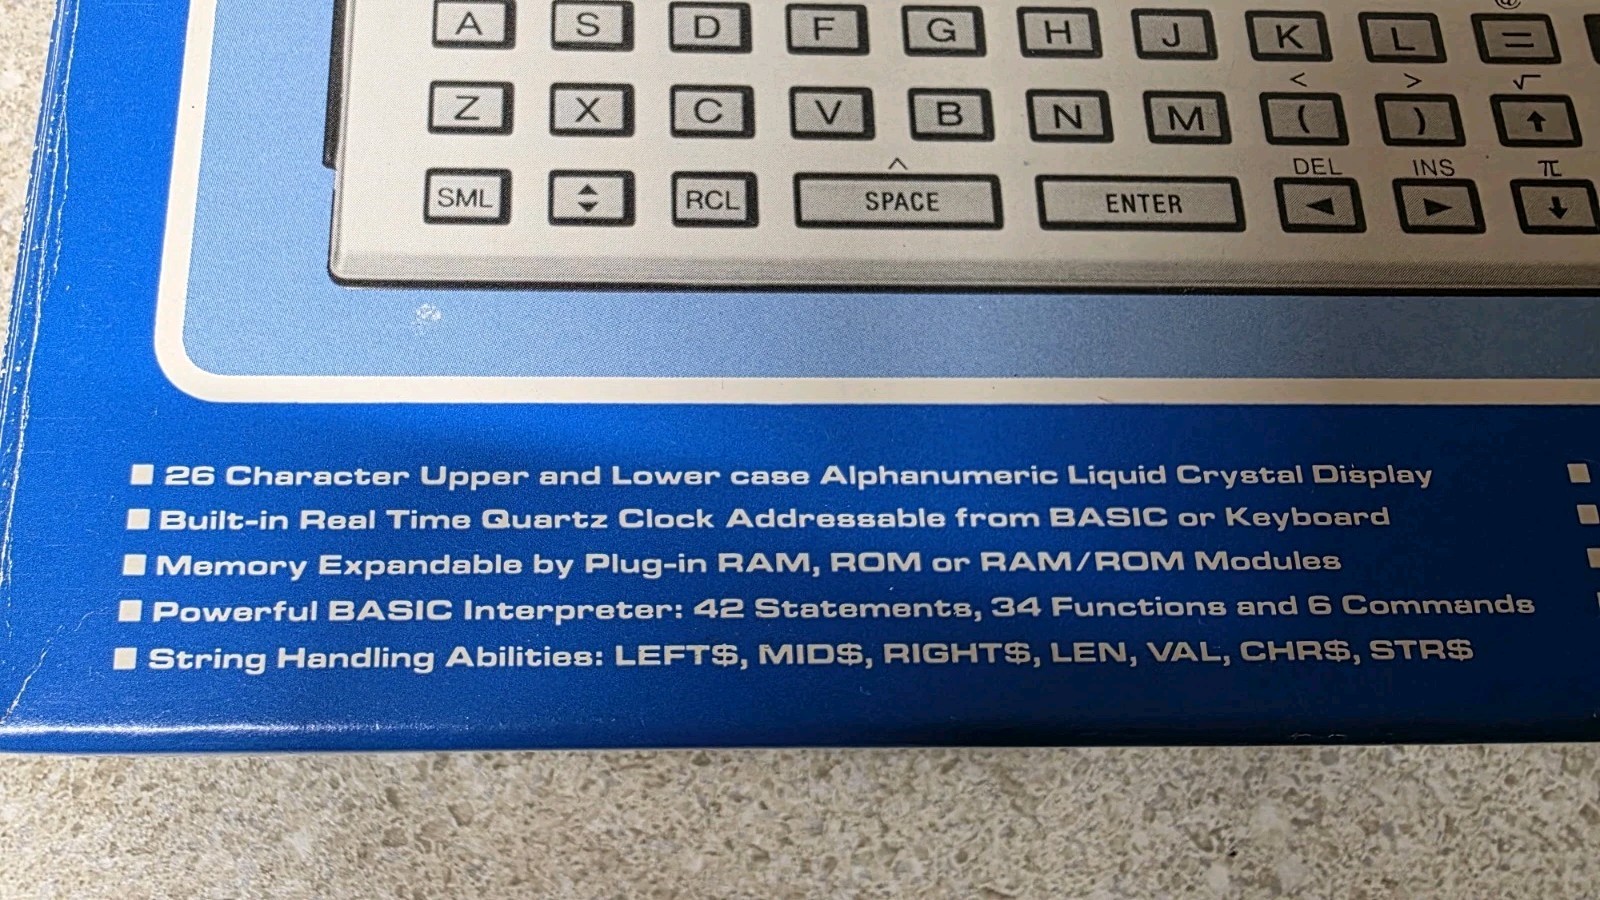 @
A S D F G H J K L =
< > √
Z X C V B N M ( ) ↑
^ DEL INS π
SML RCL SPACE ENTER ◄ ► ↓
■ 26 Character Upper and Lower case Alphanumeric Liquid Crystal Display
■ Built-in Real Time Quartz Clock Addressable from BASIC or Keyboard
■ Memory Expandable by Plug-in RAM, ROM or RAM/ROM Modules
■ Powerful BASIC Interpreter: 42 Statements, 34 Functions and 6 Commands
■ String Handling Abilities: LEFT$, MID$, RIGHT$, LEN, VAL, CHR$, STR$